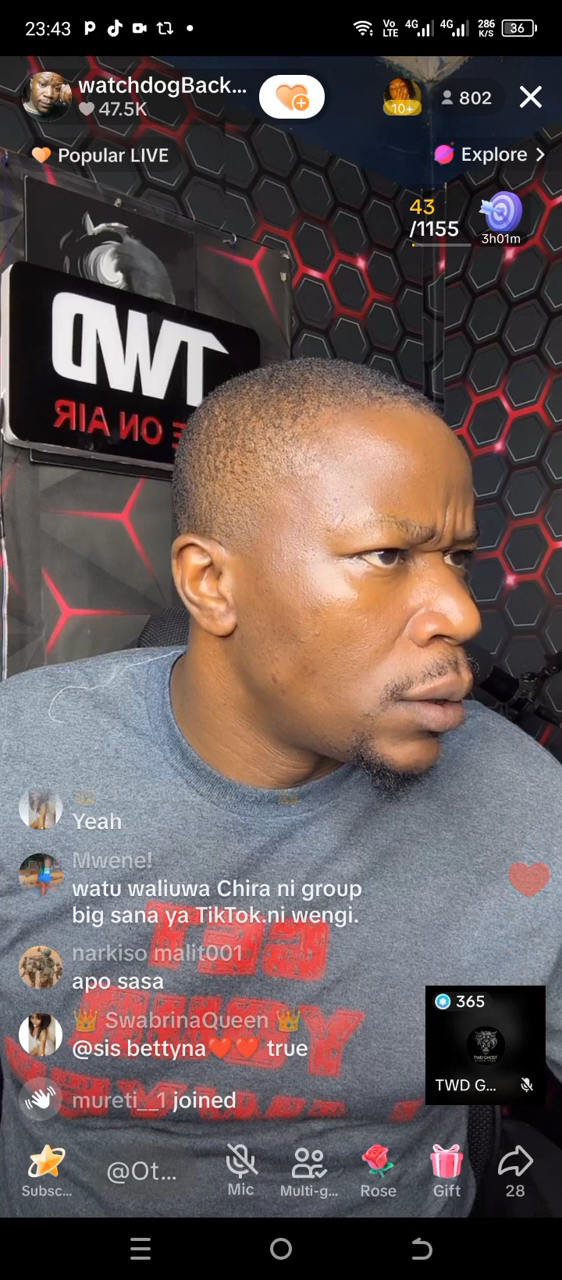 23:43
Vo
LTE
4G
4G
286
K/S
36
watchdogBack...
47.5K
10+
802
Popular LIVE
Explore
43
/1155
3h01m
TWD
E ON AIR
Yeah
Mwene!
watu waliuwa Chira ni group
big sana ya TikTok.ni wengi.
narkiso malit001
apo sasa
SwabrinaQueen
@sis bettyna❤️❤️ true
mureti__1 joined
365
TWD GHOST
TWD G...
Subsc...
@Ot...
Mic
Multi-g...
Rose
Gift
28